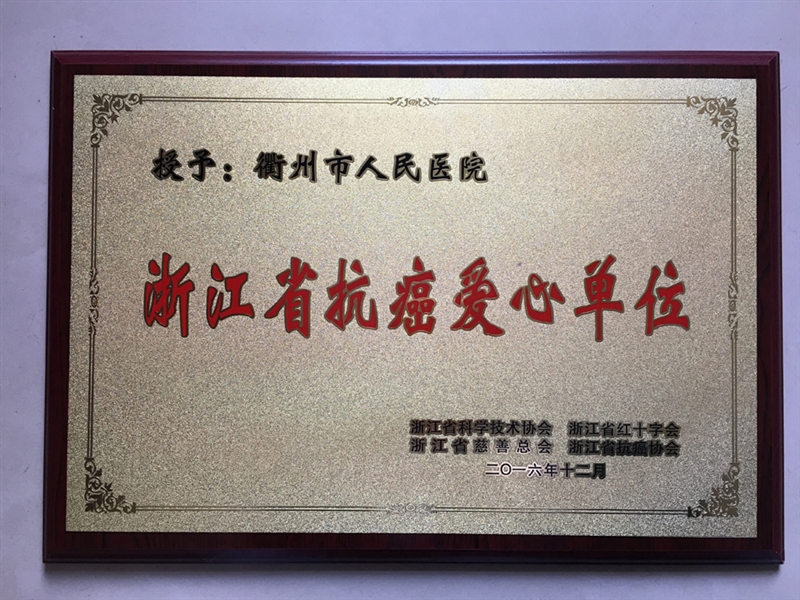 授予：衢州市人民医院
浙江省抗癌爱心单位
浙江省科学技术协会 浙江省红十字会
浙江省慈善总会 浙江省抗癌协会
二〇一六年十二月